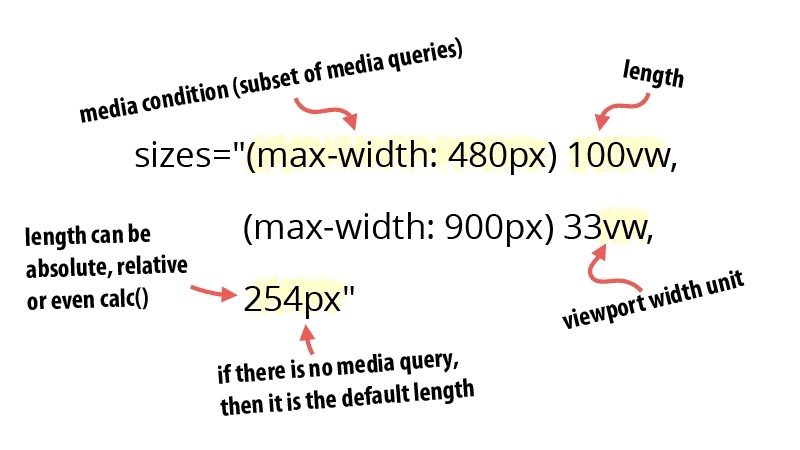 media condition (subset of media queries)
length
sizes="(max-width: 480px) 100vw,
(max-width: 900px) 33vw,
length can be
absolute, relative
or even calc()
254px"
viewport width unit
if there is no media query,
then it is the default length